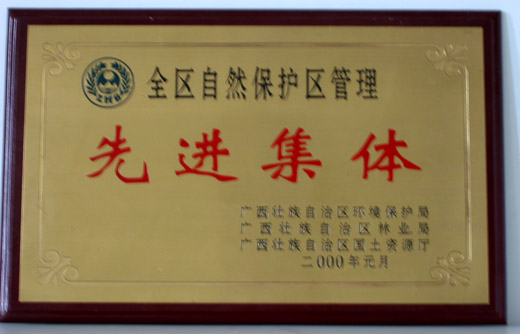 ZHB
全区自然保护区管理
先进集体
广西壮族自治区环境保护局
广西壮族自治区林业局
广西壮族自治区国土资源厅
二000年元月